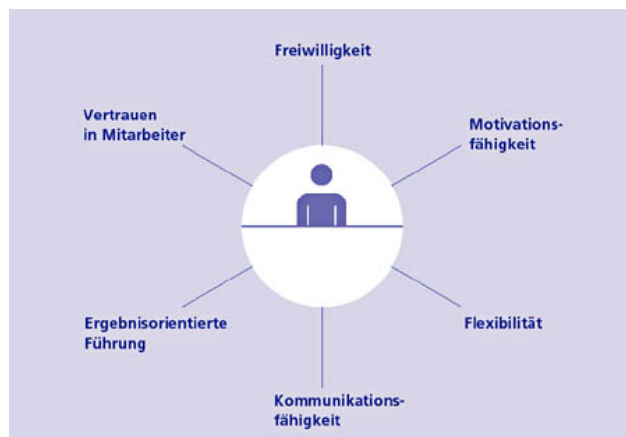 Freiwilligkeit
Vertrauen
in Mitarbeiter
Motivations-
fähigkeit
Ergebnisorientierte
Führung
Flexibilität
Kommunikations-
fähigkeit